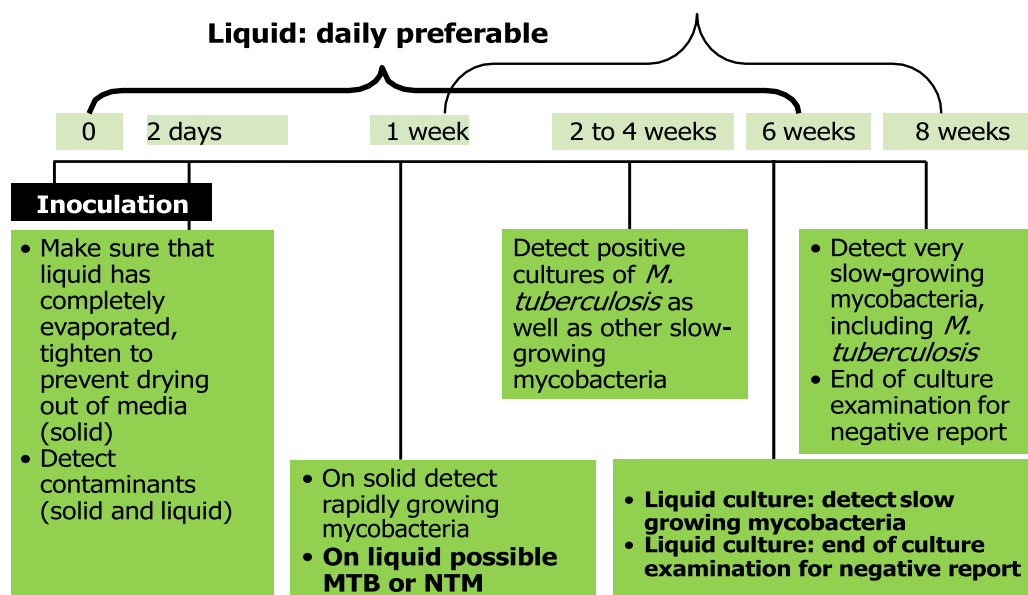 Liquid: daily preferable
0
2 days
1 week
2 to 4 weeks
6 weeks
8 weeks
Inoculation
• Make sure that
liquid has
completely
evaporated,
tighten to
prevent drying
out of media
(solid)
• Detect
contaminants
(solid and liquid)
• On solid detect
rapidly growing
mycobacteria
• On liquid possible
MTB or NTM
Detect positive
cultures of M.
tuberculosis as
well as other slow-
growing
mycobacteria
• Liquid culture: detect slow
growing mycobacteria
• Liquid culture: end of culture
examination for negative report
• Detect very
slow-growing
mycobacteria,
including M.
tuberculosis
• End of culture
examination for
negative report